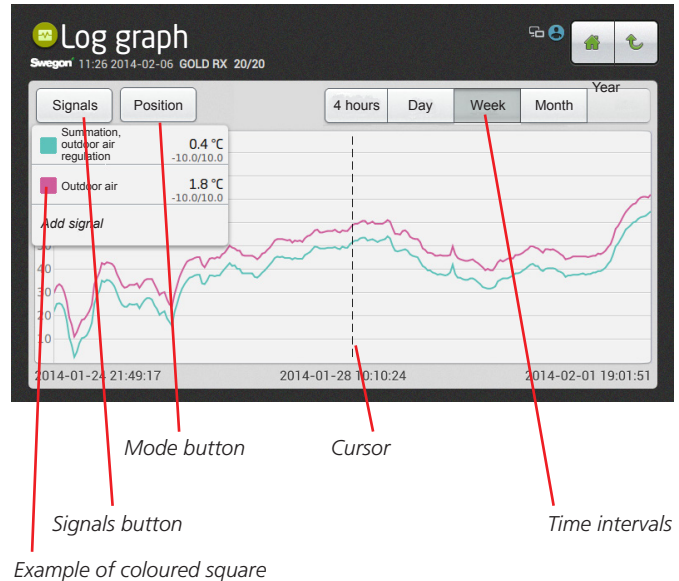 Log graph
Swegon 11:26 2014-02-06 GOLD RX 20/20
Signals
Position
4 hours
Day
Week
Month
Year
Summation,
outdoor air
regulation
0.4 °C
-10.0/10.0
Outdoor air
1.8 °C
-10.0/10.0
Add signal
40
30
20
10
2014-01-24 21:49:17
2014-01-28 10:10:24
2014-02-01 19:01:51
Mode button
Cursor
Signals button
Time intervals
Example of coloured square